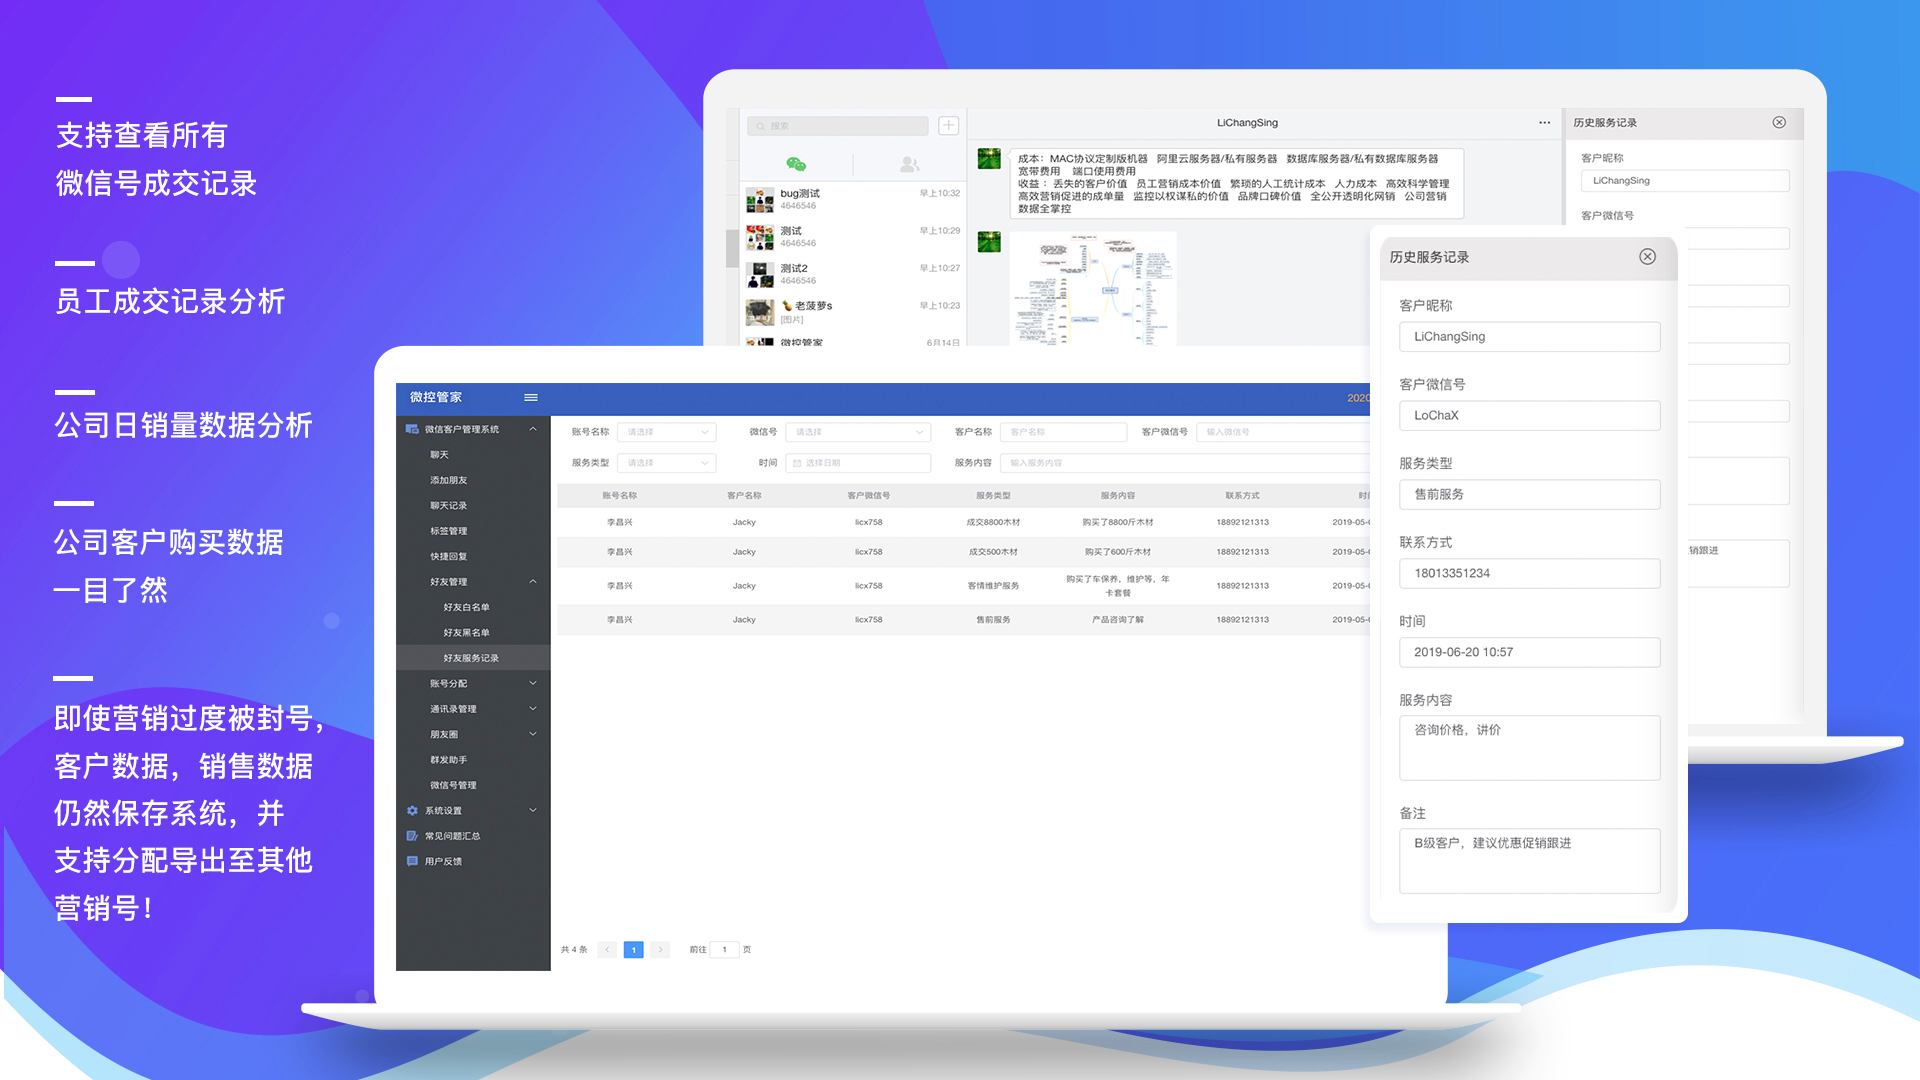 支持查看所有
微信号成交记录
员工成交记录分析
公司日销量数据分析
公司客户购买数据
一目了然
即使营销过度被封号，
客户数据，销售数据
仍然保存系统，并
支持分配导出至其他
营销号！
搜索
bug测试 早上10:32
4646546
测试 早上10:29
4646546
测试2 早上10:27
4646546
老菠萝s 早上10:23
[图片]
微控管家 6月14日
LiChangSing
成本：MAC协议定制版机器 阿里云服务器/私有服务器 数据库服务器/私有数据库服务器
宽带费用 端口使用费用
收益：丢失的客户价值 员工营销成本价值 繁琐的人工统计成本 人力成本 高效科学管理
高效营销促进的成单量 监控以权谋私的价值 品牌口碑价值 全公开透明化网销 公司营销
数据全掌控
历史服务记录
客户昵称
LiChangSing
客户微信号
销跟进
微控管家
2020
微信客户管理系统
聊天
添加朋友
聊天记录
标签管理
快捷回复
好友管理
好友白名单
好友黑名单
好友服务记录
账号分配
通讯录管理
朋友圈
群发助手
微信号管理
系统设置
常见问题汇总
用户反馈
账号名称 请选择 微信号 请选择 客户名称 客户名称 客户微信号 输入微信号
服务类型 请选择 时间 选择日期 服务内容 输入服务内容
账号名称 客户名称 客户微信号 服务类型 服务内容 联系方式 时
李昌兴 Jacky licx758 成交8800木材 购买了8800斤木材 18892121313 2019-05-
李昌兴 Jacky licx758 成交500木材 购买了600斤木材 18892121313 2019-05-
李昌兴 Jacky licx758 客情维护服务 购买了车保养，维护等，年 18892121313 2019-05-
卡套餐
李昌兴 Jacky licx758 售前服务 产品咨询了解 18892121313 2019-05-
共 4 条 < 1 > 前往 1 页
历史服务记录
客户昵称
LiChangSing
客户微信号
LoChaX
服务类型
售前服务
联系方式
18013351234
时间
2019-06-20 10:57
服务内容
咨询价格，讲价
备注
B级客户，建议优惠促销跟进